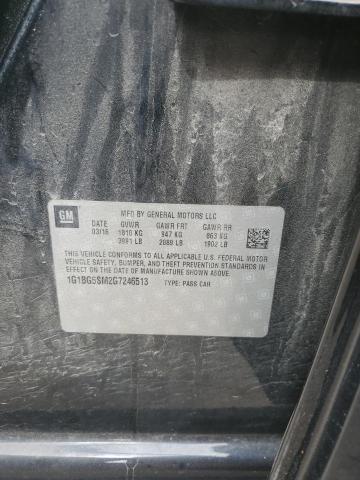 GM
MFD BY GENERAL MOTORS LLC
DATE GVWR GAWR FRT GAWR RR
03/16 1810 KG 947 KG 863 KG
3991 LB 2089 LB 1902 LB
THIS VEHICLE CONFORMS TO ALL APPLICABLE U.S. FEDERAL MOTOR
VEHICLE SAFETY, BUMPER, AND THEFT PREVENTION STANDARDS
IN EFFECT ON THE DATE OF MANUFACTURE SHOWN ABOVE.
1G1BG5SM2G7246513 TYPE: PASS CAR